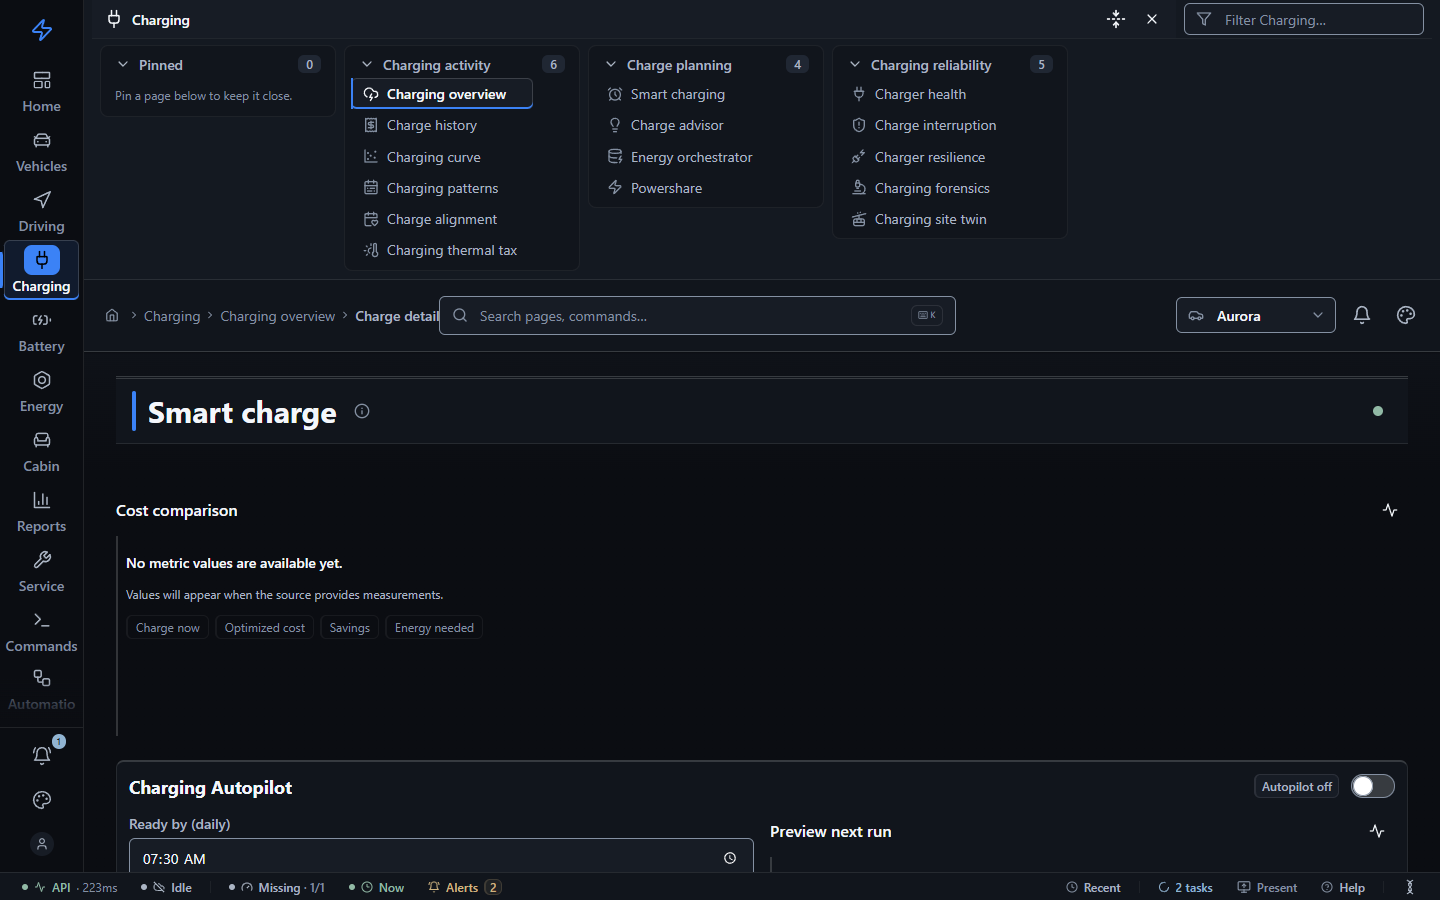 Charging
Filter Charging...
Pinned 0
Pin a page below to keep it close.
Charging activity 6
Charging overview
Charge history
Charging curve
Charging patterns
Charge alignment
Charging thermal tax
Charge planning 4
Smart charging
Charge advisor
Energy orchestrator
Powershare
Charging reliability 5
Charger health
Charge interruption
Charger resilience
Charging forensics
Charging site twin
Home
Vehicles
Driving
Charging
Battery
Energy
Cabin
Reports
Service
Commands
Automatio
1
Charging > Charging overview > Charge detail
Search pages, commands... K
Aurora
Smart charge
Cost comparison
No metric values are available yet.
Values will appear when the source provides measurements.
Charge now Optimized cost Savings Energy needed
Charging Autopilot
Autopilot off
Ready by (daily)
07:30 AM
Preview next run
API · 223ms Idle Missing · 1/1 Now Alerts 2 Recent 2 tasks Present Help